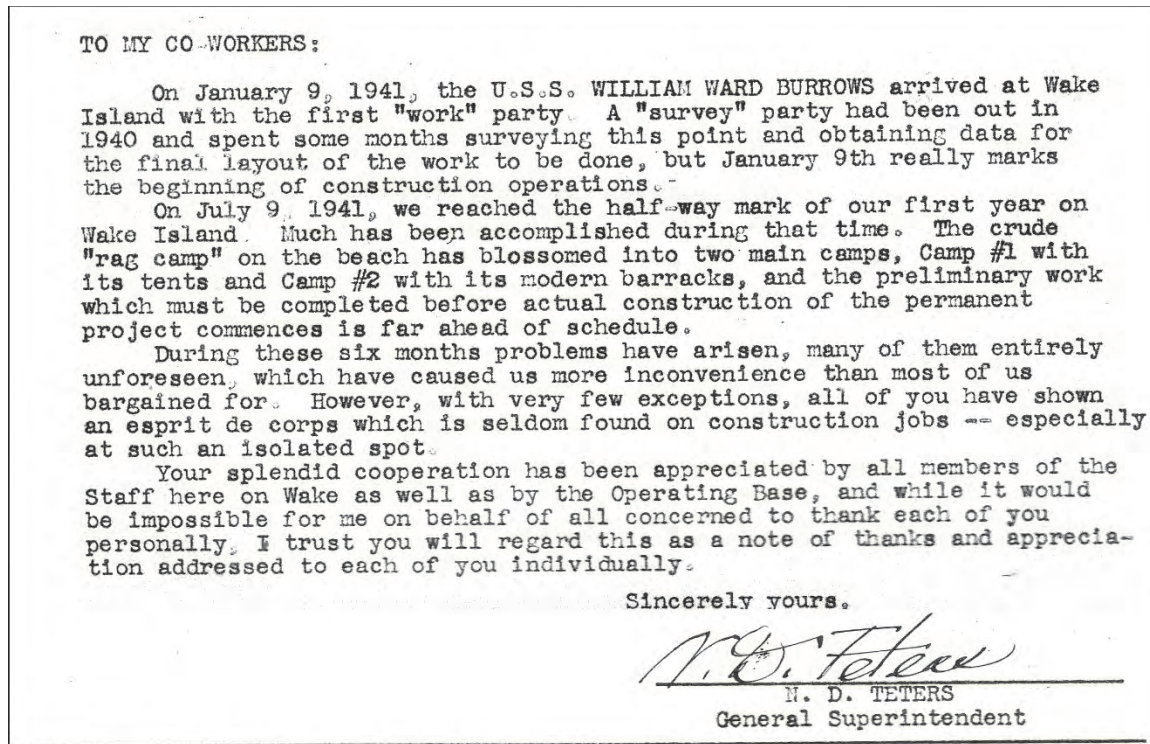 TO MY CO-WORKERS:
On January 9, 1941, the U.S.S. WILLIAM WARD BURROWS arrived at Wake
Island with the first "work" party. A "survey" party had been out in
1940 and spent some months surveying this point and obtaining data for
the final layout of the work to be done, but January 9th really marks
the beginning of construction operations.
On July 9, 1941, we reached the half-way mark of our first year on
Wake Island. Much has been accomplished during that time. The crude
"rag camp" on the beach has blossomed into two main camps, Camp #1 with
its tents and Camp #2 with its modern barracks, and the preliminary work
which must be completed before actual construction of the permanent
project commences is far ahead of schedule.
During these six months problems have arisen, many of them entirely
unforeseen, which have caused us more inconvenience than most of us
bargained for. However, with very few exceptions, all of you have shown
an esprit de corps which is seldom found on construction jobs -- especially
at such an isolated spot.
Your splendid cooperation has been appreciated by all members of the
Staff here on Wake as well as by the Operating Base, and while it would
be impossible for me on behalf of all concerned to thank each of you
personally, I trust you will regard this as a note of thanks and apprecia-
tion addressed to each of you individually.
Sincerely yours,
N. D. Teters
N. D. TETERS
General Superintendent